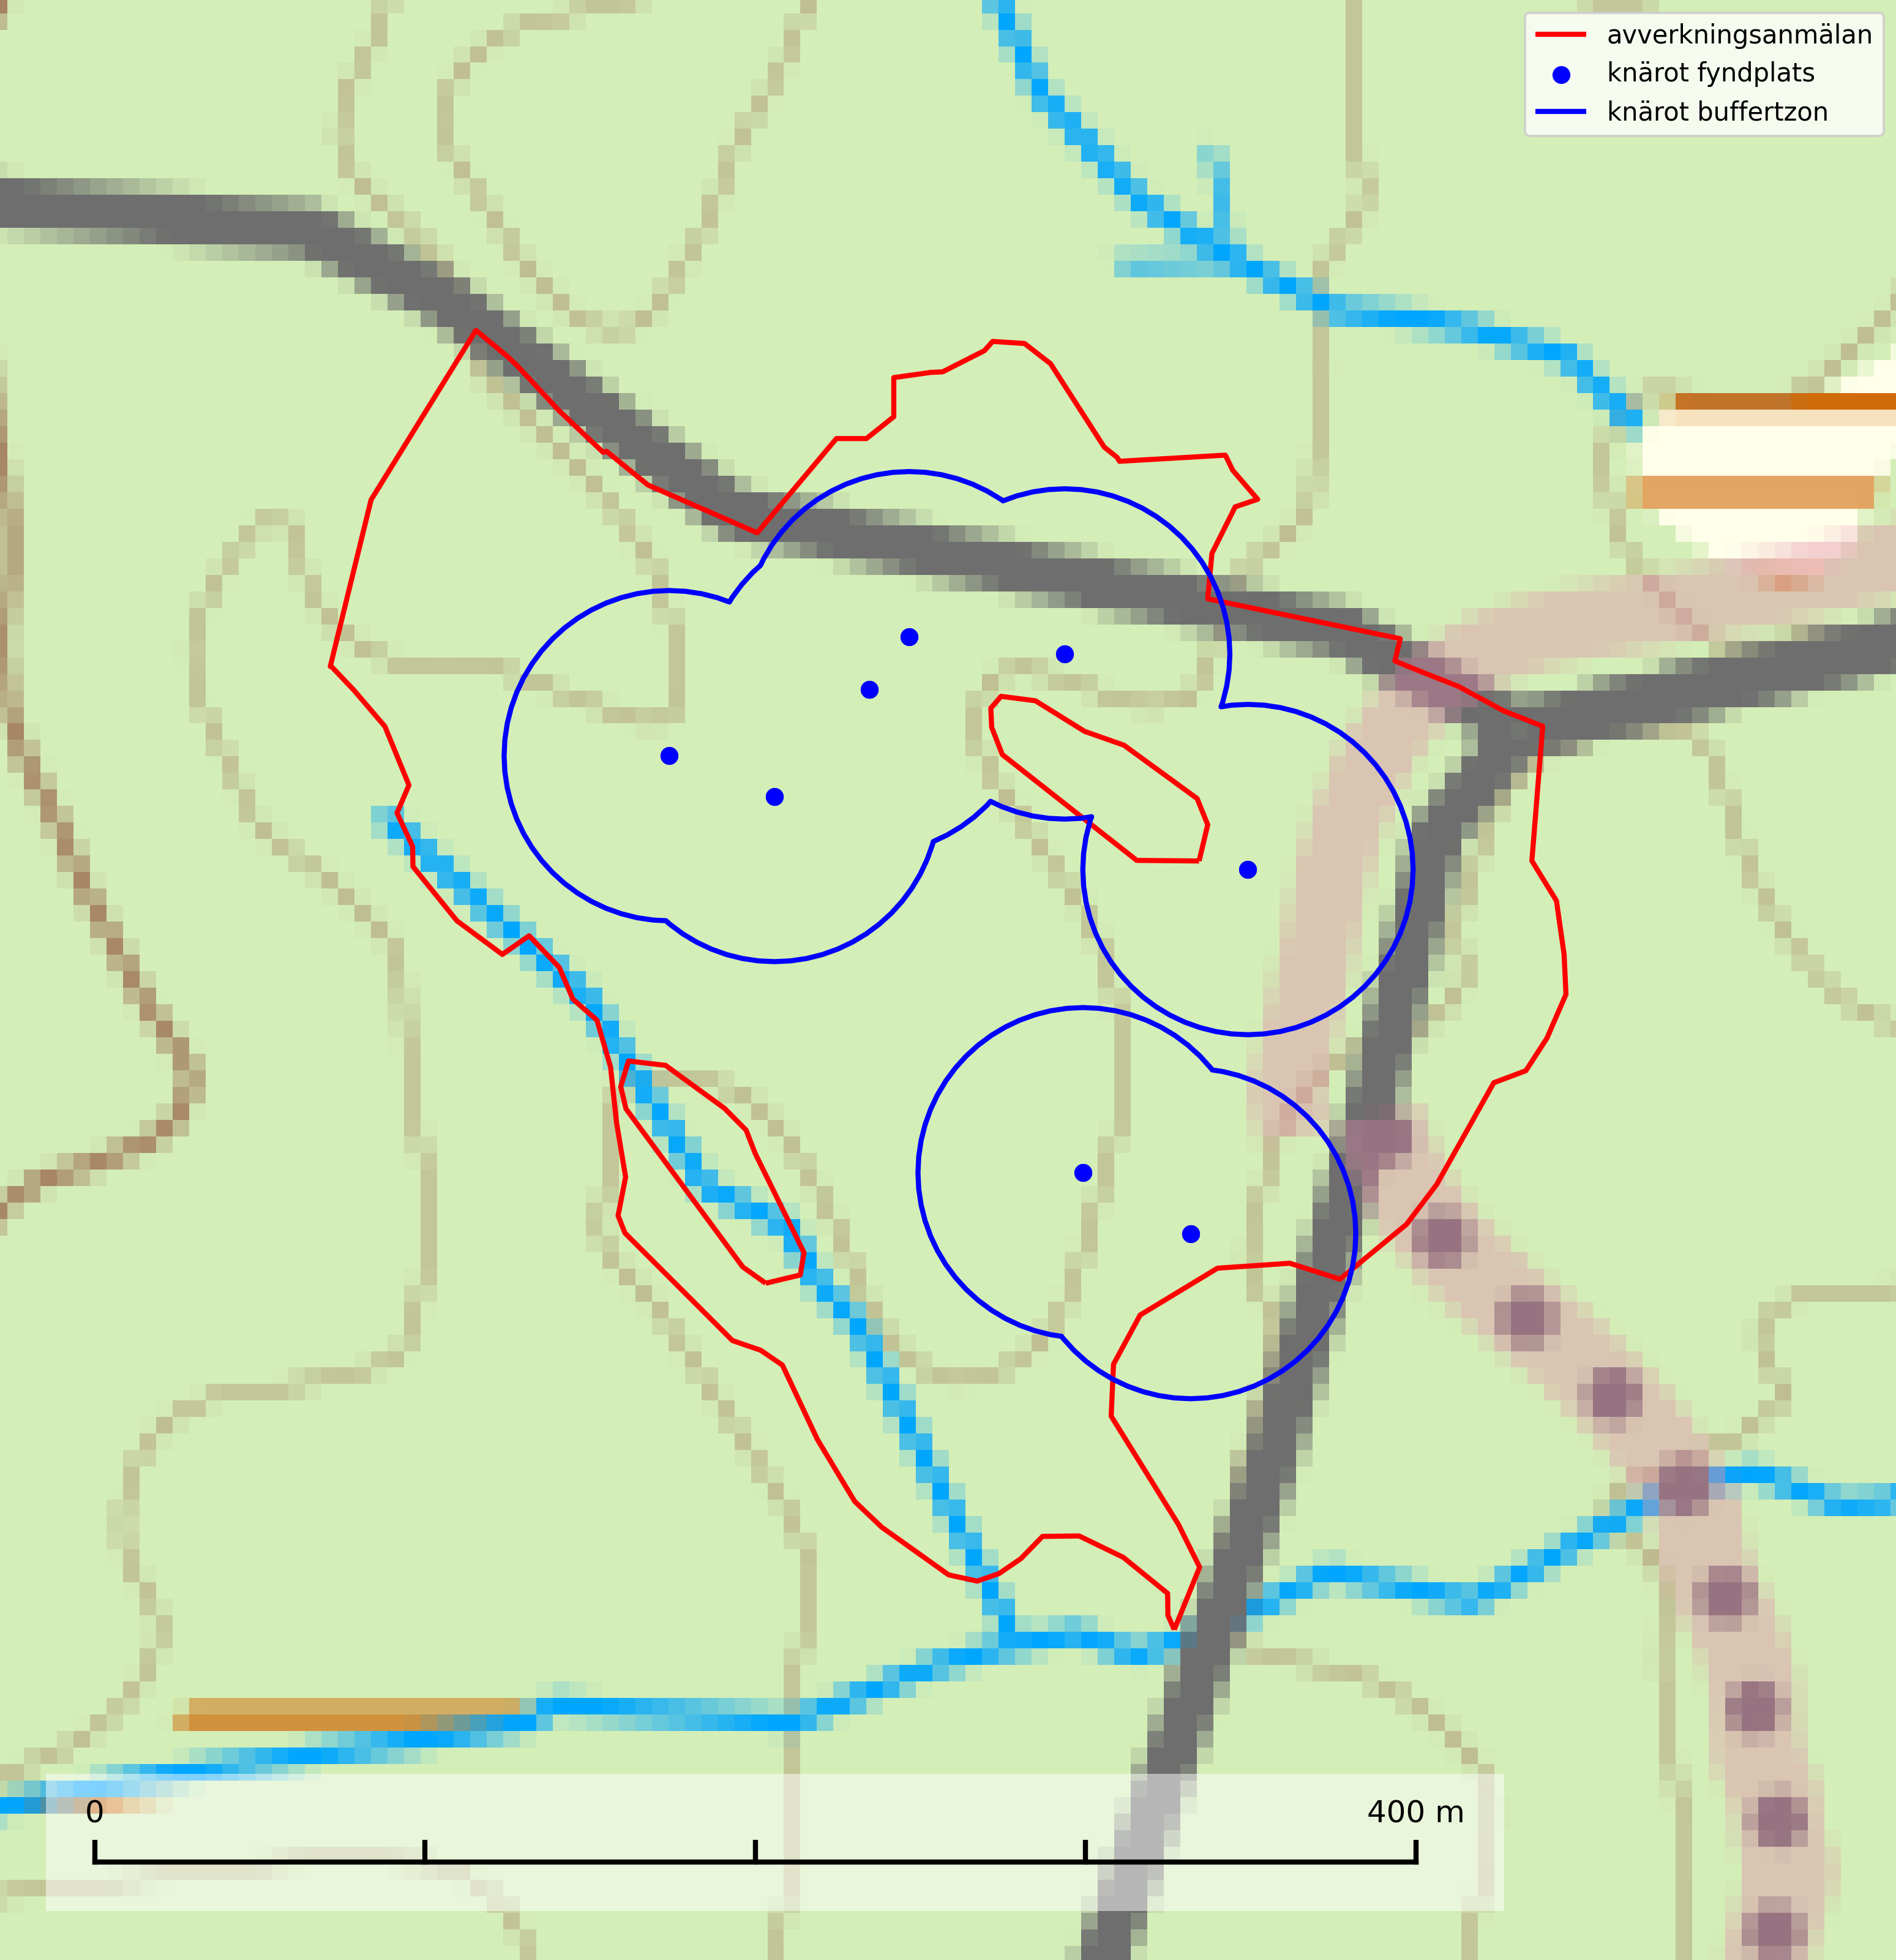 avverkningsanmälan
knärot fyndplats
knärot buffertzon
0 400 m